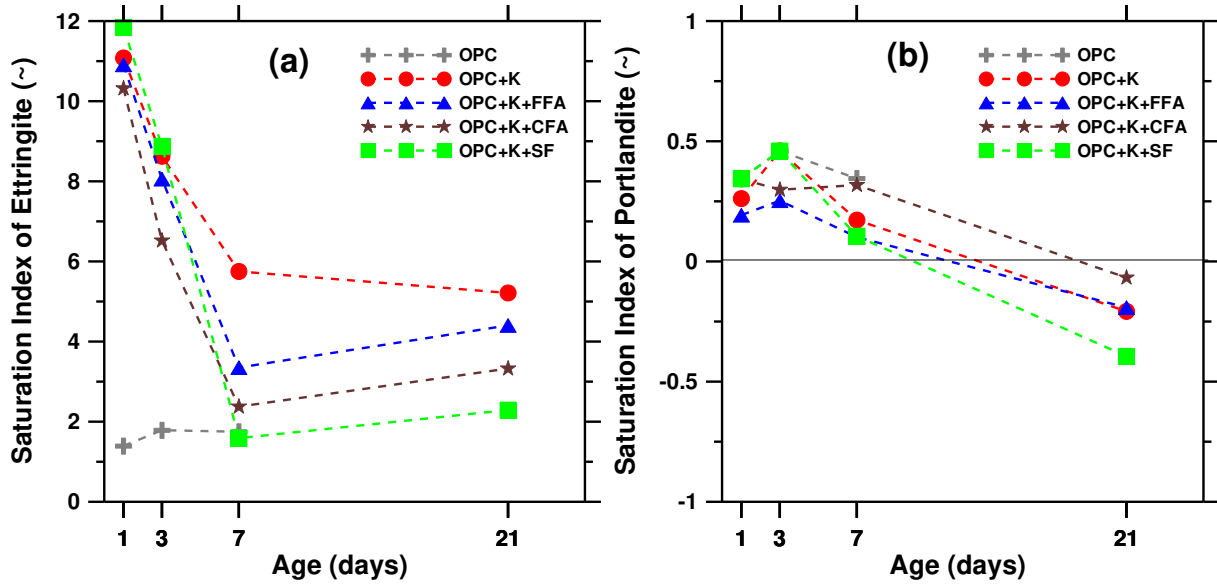 Saturation Index of Ettringite (~)
12
10
8
6
4
2
0
(a)
OPC
OPC+K
OPC+K+FFA
OPC+K+CFA
OPC+K+SF
1 3 7 21
Age (days)
Saturation Index of Portlandite (~)
1
0.5
0
-0.5
-1
(b)
OPC
OPC+K
OPC+K+FFA
OPC+K+CFA
OPC+K+SF
1 3 7 21
Age (days)